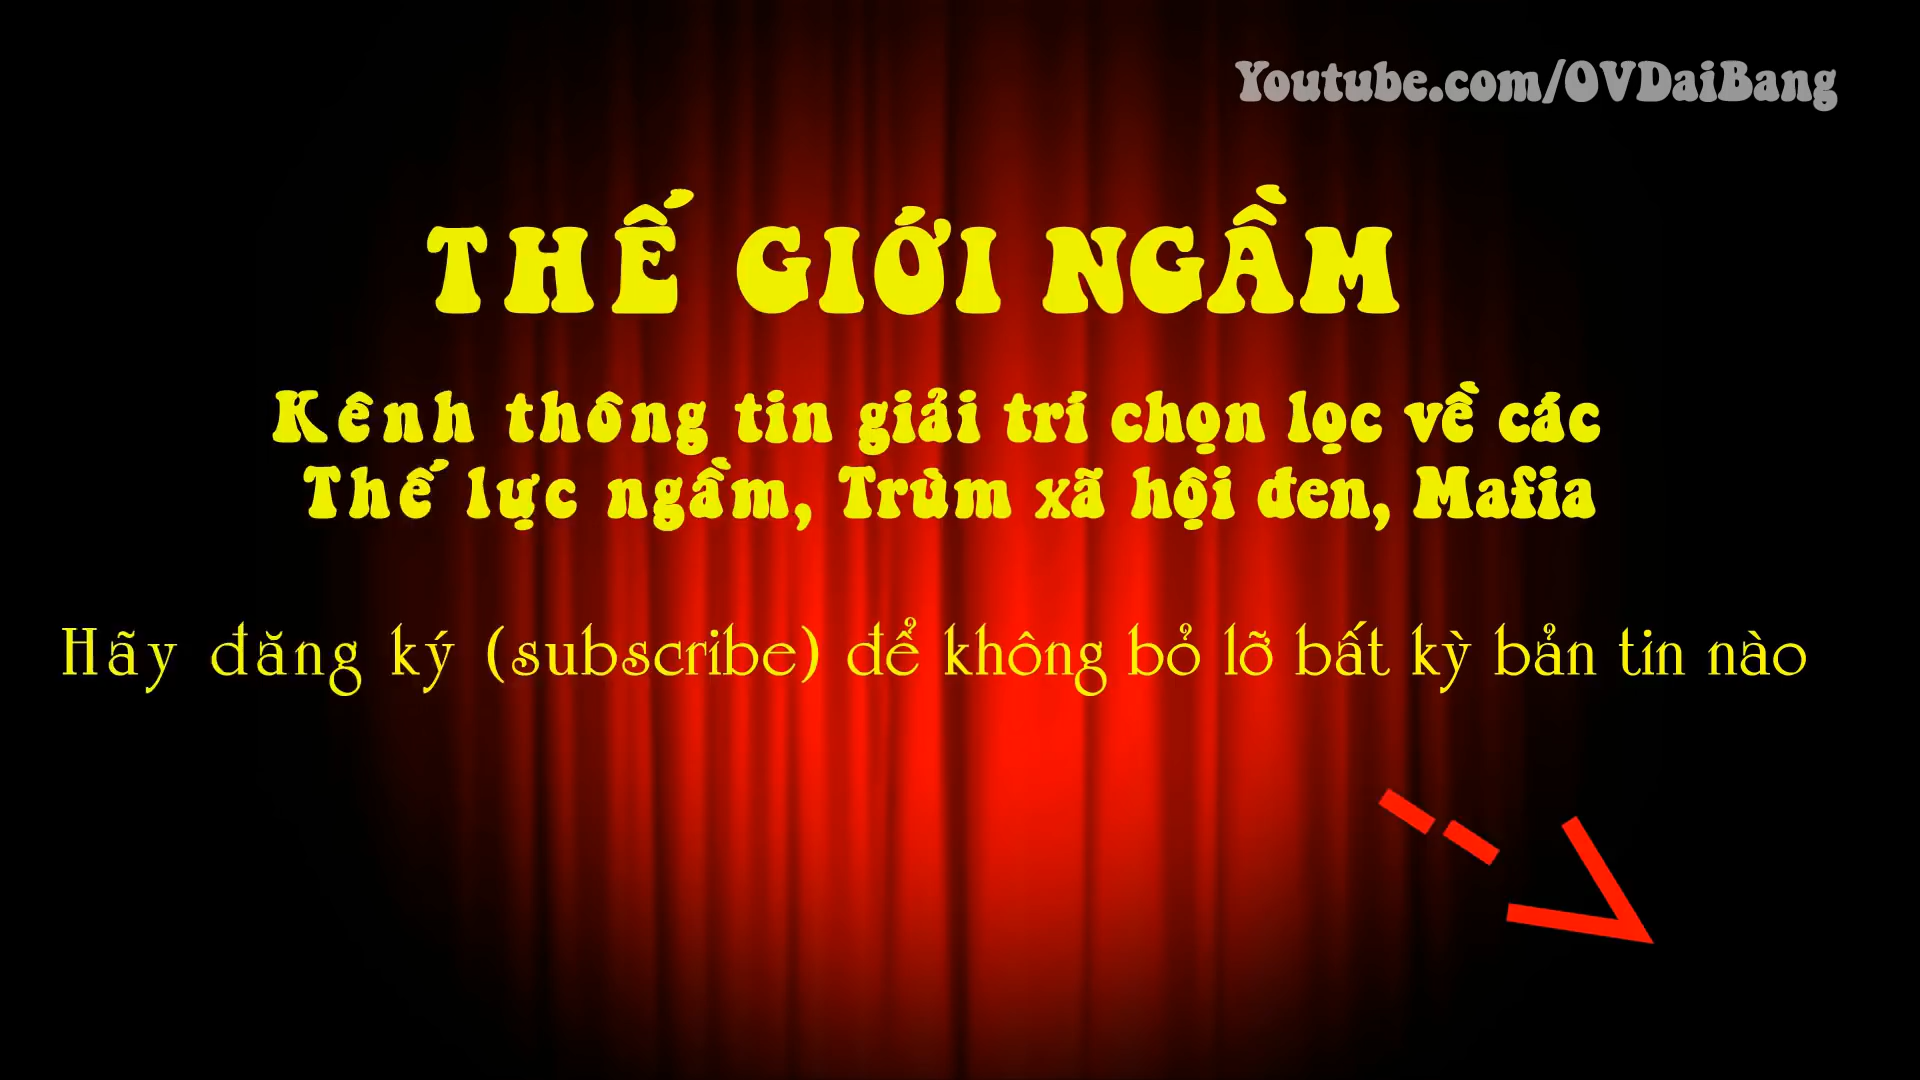 Youtube.com/OVDaiBang
THẾ GIỚI NGẦM
Kênh thông tin giải trí chọn lọc về các
Thế lực ngầm, Trùm xã hội đen, Mafia
Hãy đăng ký (subscribe) để không bỏ lỡ bất kỳ bản tin nào